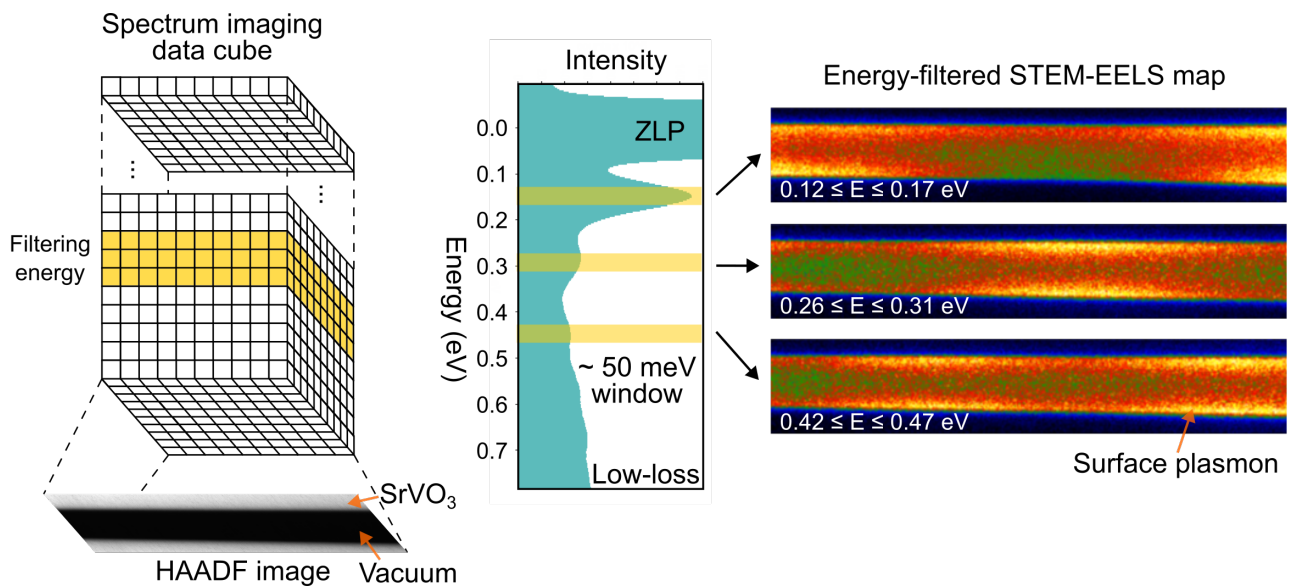 Spectrum imaging
data cube
...
...
Filtering
energy
SrVO₃
HAADF image
Vacuum
Intensity
Energy (eV)
0.0
0.1
0.2
0.3
0.4
0.5
0.6
0.7
ZLP
~ 50 meV
window
Low-loss
Energy-filtered STEM-EELS map
0.12 ≤ E ≤ 0.17 eV
0.26 ≤ E ≤ 0.31 eV
0.42 ≤ E ≤ 0.47 eV
Surface plasmon